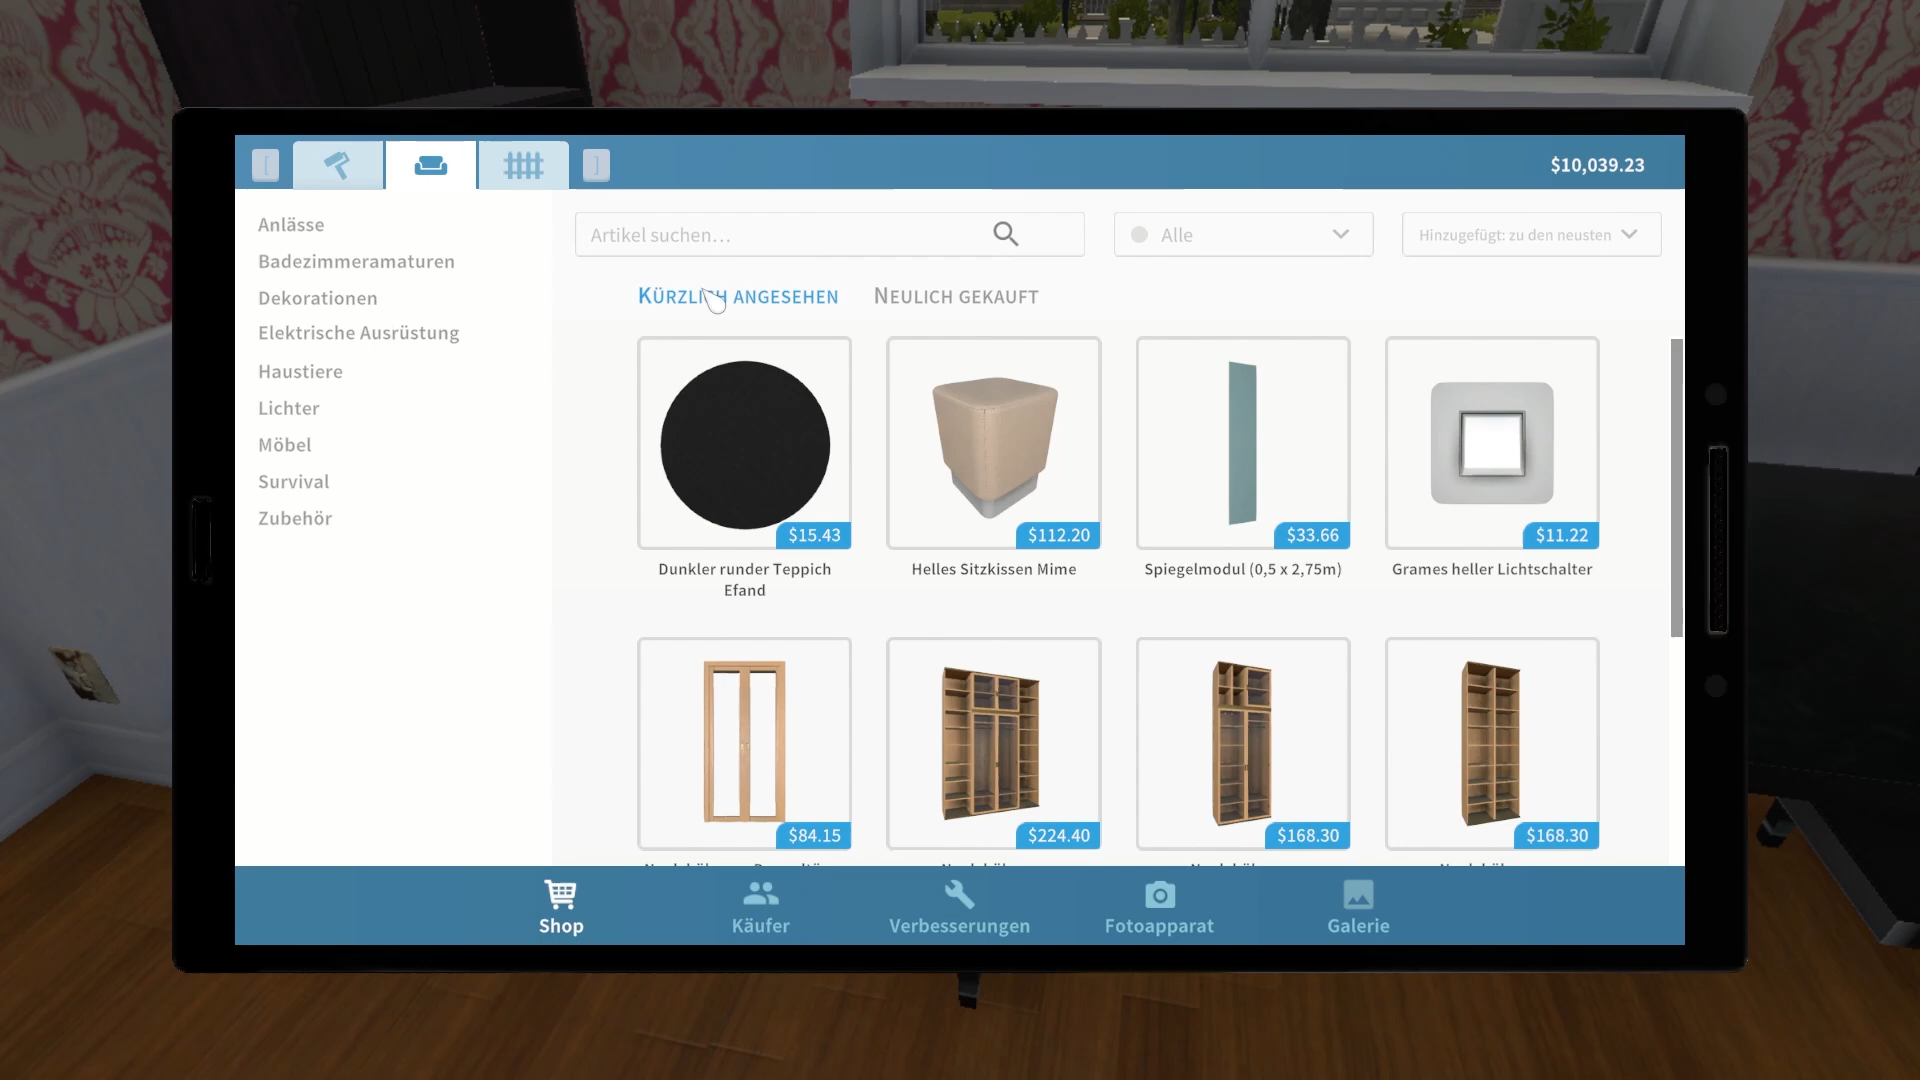 [
]
$10,039.23
Anlässe
Badezimmeramaturen
Dekorationen
Elektrische Ausrüstung
Haustiere
Lichter
Möbel
Survival
Zubehör
Artikel suchen...
Alle
Hinzugefügt: zu den neusten
KÜRZLICH ANGESEHEN
NEULICH GEKAUFT
$15.43
$112.20
$33.66
$11.22
Dunkler runder Teppich
Efand
Helles Sitzkissen Mime
Spiegelmodul (0,5 x 2,75m)
Grames heller Lichtschalter
$84.15
$224.40
$168.30
$168.30
Shop
Käufer
Verbesserungen
Fotoapparat
Galerie